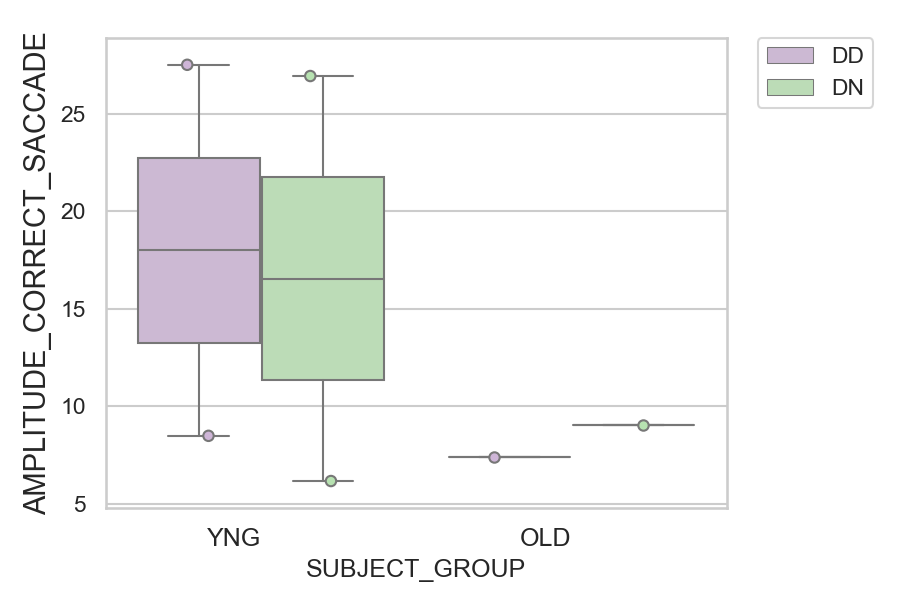 AMPLITUDE_CORRECT_SACCADE
25
20
15
10
5
YNG
OLD
SUBJECT_GROUP
DD
DN